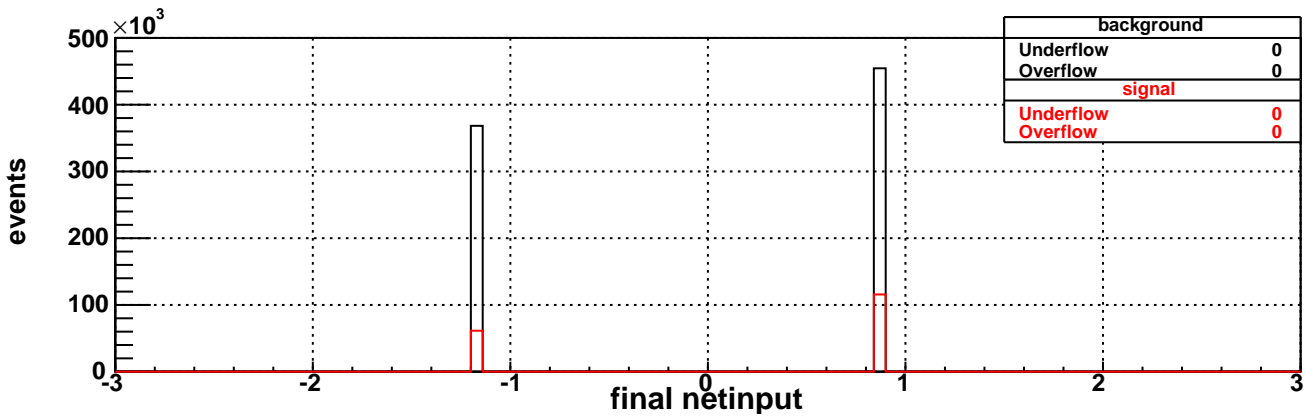 ×10³
500
400
300
200
100
0
events
-3 -2 -1 0 1 2 3
final netinput
background
Underflow 0
Overflow 0
signal
Underflow 0
Overflow 0